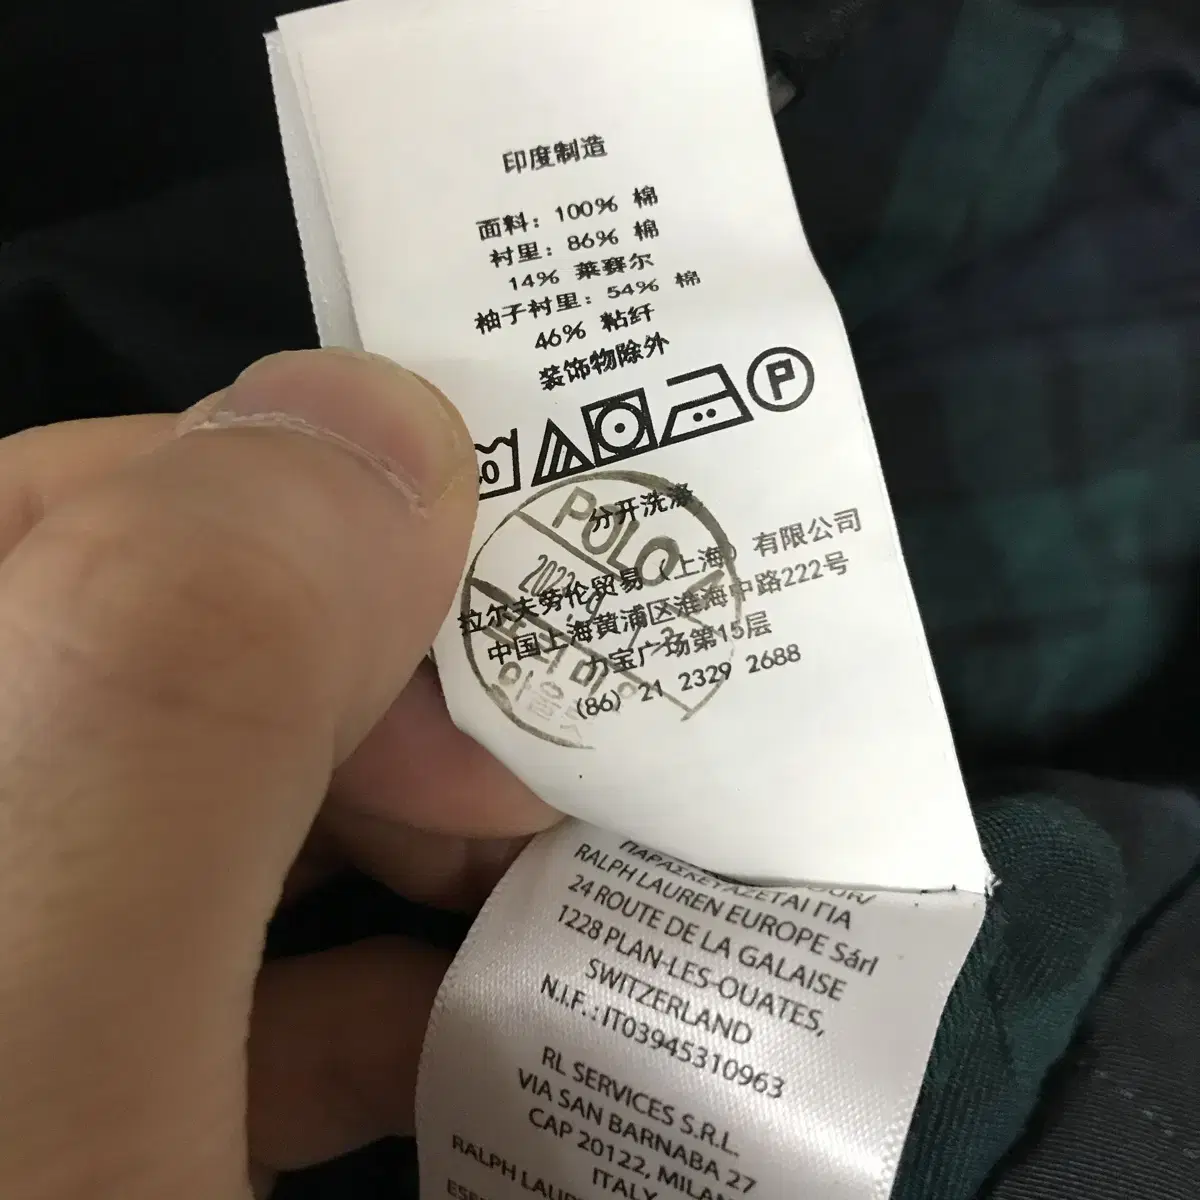 印度制造
面料: 100% 棉
衬里: 86% 棉
14% 莱赛尔
袖子衬里: 54% 棉
46% 粘纤
装饰物除外
40
P
分开洗涤
POLO
拉尔夫劳伦贸易（上海）有限公司
中国上海黄浦区淮海中路222号
力宝广场第15层
(86) 21 2329 2688
ΠΑΡΑΣΚΕΥΑΖΕΤΑΙ ΓΙΑ
RALPH LAUREN EUROPE Sárl
24 ROUTE DE LA GALAISE
1228 PLAN-LES-OUATES,
SWITZERLAND
N.I.F.: IT03945310963
RL SERVICES S.R.L.
VIA SAN BARNABA 27
CAP 20122, MILAN
ITALY
RALPH LAUREN